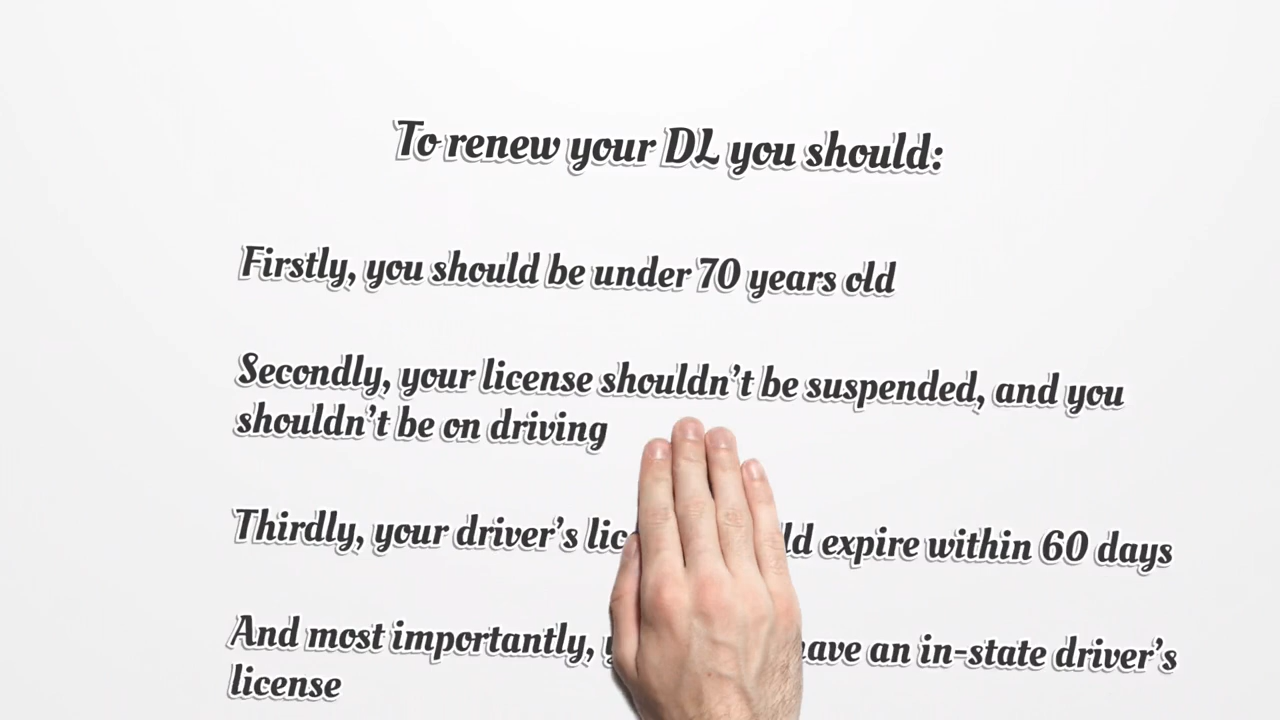 To renew your DL you should:
Firstly, you should be under 70 years old
Secondly, your license shouldn't be suspended, and you
shouldn't be on driving
Thirdly, your driver's expire within 60 days
And most importantly, have an in-state driver's
license